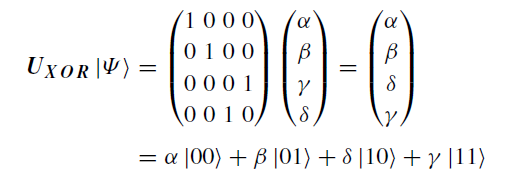 U_XOR |Ψ⟩ = (1 0 0 0; 0 1 0 0; 0 0 0 1; 0 0 1 0) (α; β; γ; δ) = (α; β; δ; γ)
= α |00⟩ + β |01⟩ + δ |10⟩ + γ |11⟩